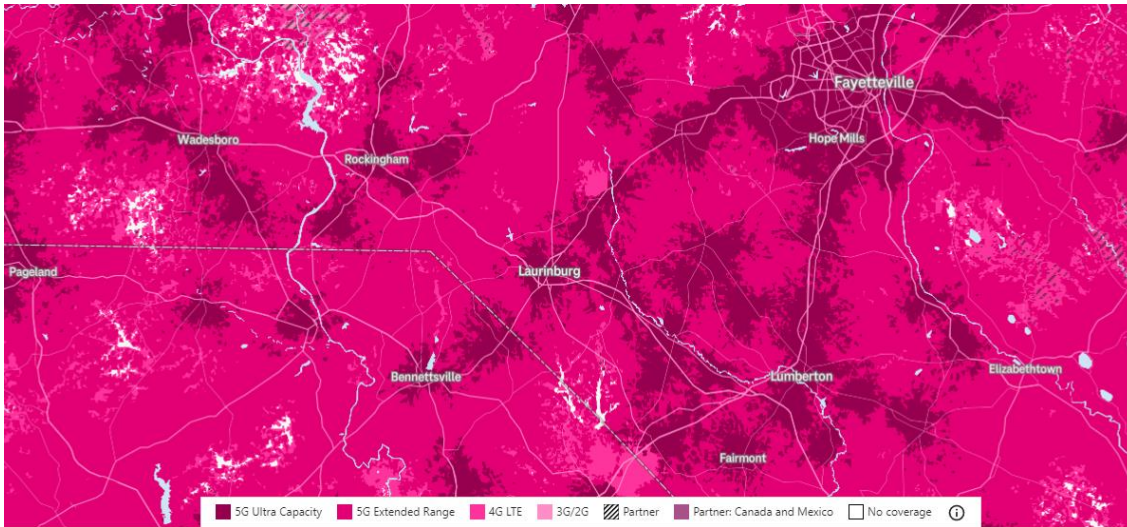 Fayetteville
Wadesboro
Hope Mills
Rockingham
Pageland
Laurinburg
Bennettsville
Lumberton
Elizabethtown
Fairmont
5G Ultra Capacity 5G Extended Range 4G LTE 3G/2G Partner Partner: Canada and Mexico No coverage